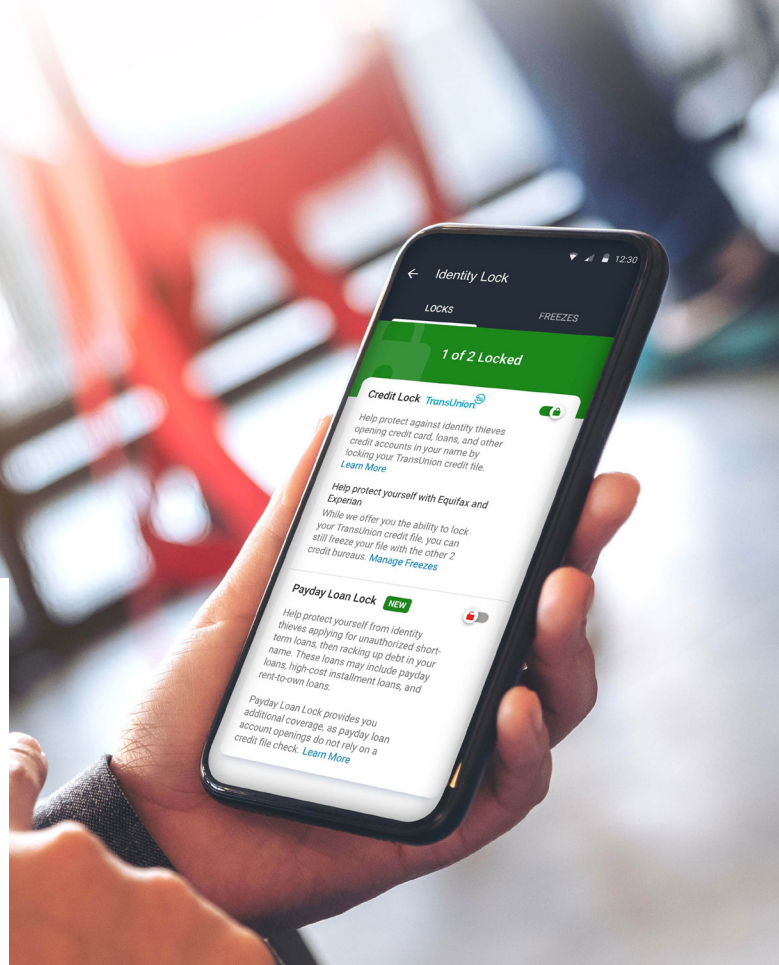 12:30
Identity Lock
LOCKS FREEZES
1 of 2 Locked
Credit Lock TransUnion tu
Help protect against identity thieves
opening credit card, loans, and other
credit accounts in your name by
locking your TransUnion credit file.
Learn More
Help protect yourself with Equifax and
Experian
While we offer you the ability to lock
your TransUnion credit file, you can
still freeze your file with the other 2
credit bureaus. Manage Freezes
Payday Loan Lock NEW
Help protect yourself from identity
thieves applying for unauthorized short-
term loans, then racking up debt in your
name. These loans may include payday
loans, high-cost installment loans, and
rent-to-own loans.
Payday Loan Lock provides you
additional coverage, as payday loan
account openings do not rely on a
credit file check. Learn More